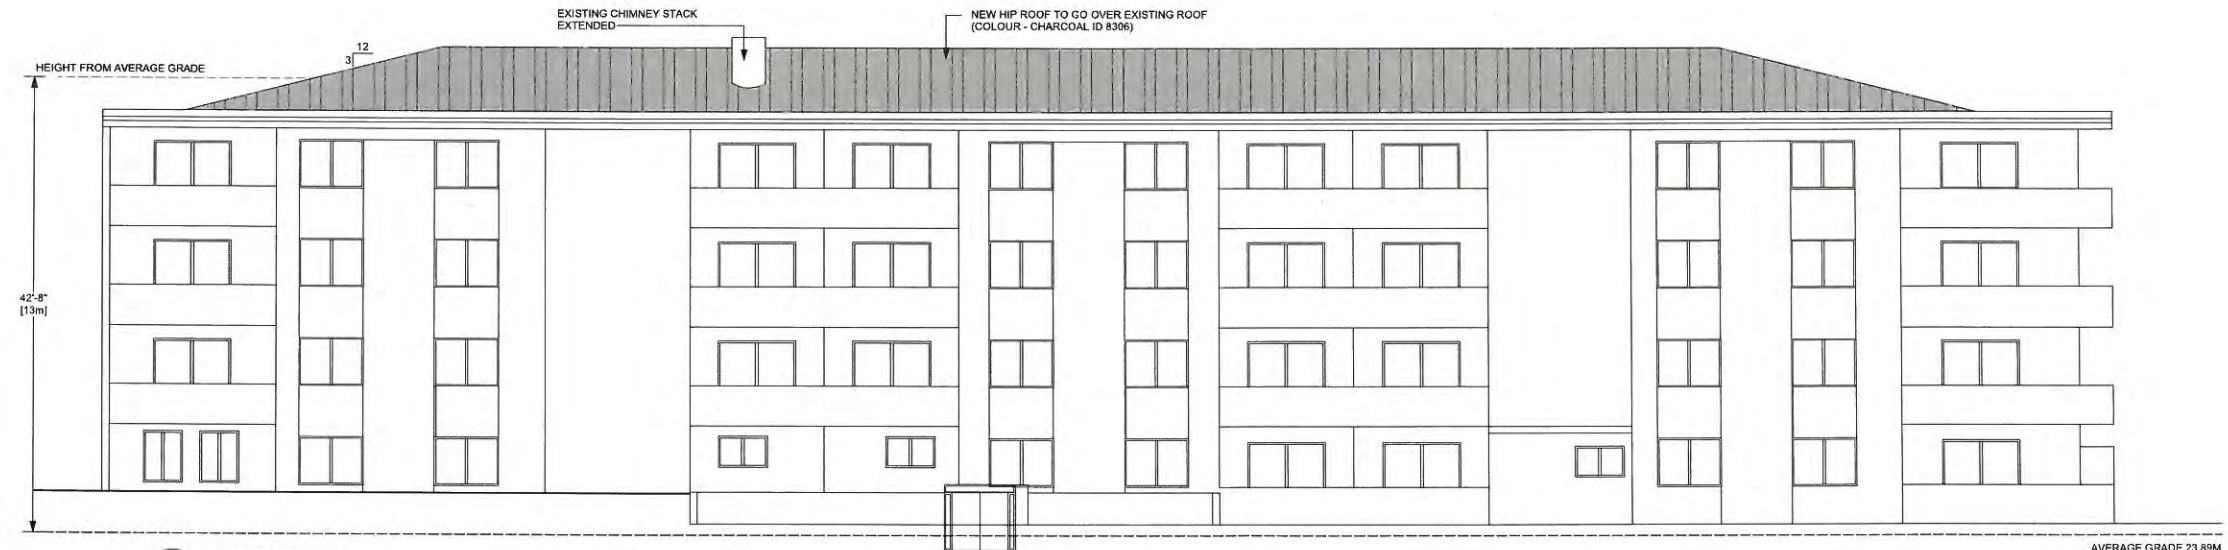 EXISTING CHIMNEY STACK
EXTENDED
NEW HIP ROOF TO GO OVER EXISTING ROOF
(COLOUR - CHARCOAL ID 8306)
12
3
HEIGHT FROM AVERAGE GRADE
42'-8"
[13m]
AVERAGE GRADE 23.89M